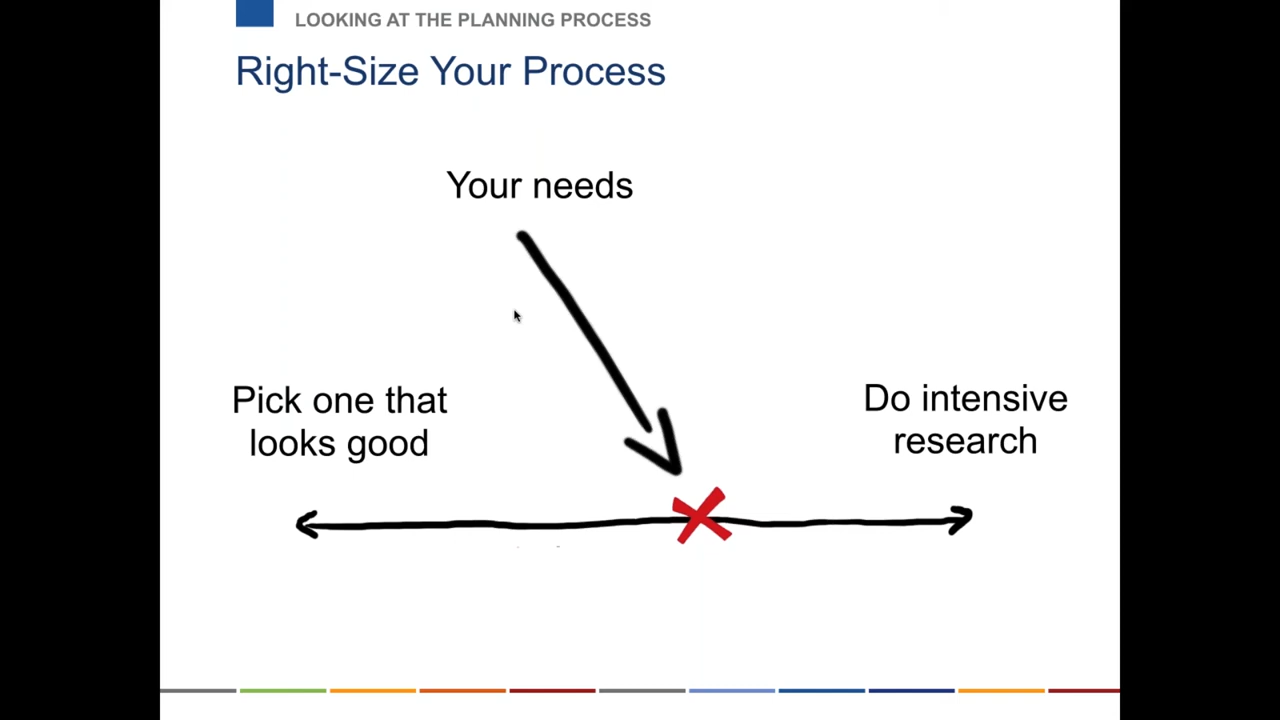 LOOKING AT THE PLANNING PROCESS
Right-Size Your Process
Your needs
Pick one that
looks good
Do intensive
research